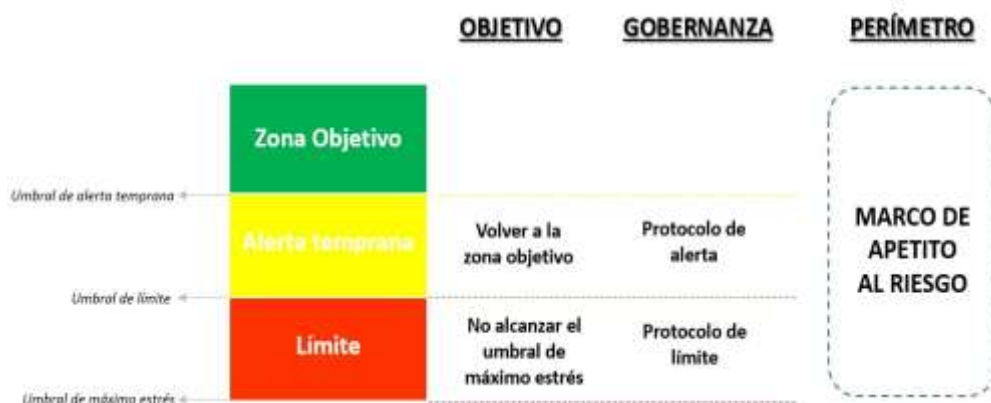 OBJETIVO
GOBERNANZA
PERÍMETRO
Zona Objetivo
Umbral de alerta temprana
Alerta temprana
Volver a la
zona objetivo
Protocolo de
alerta
MARCO DE
APETITO
AL RIESGO
Umbral de límite
Límite
No alcanzar el
umbral de
máximo estrés
Protocolo de
límite
Umbral de máximo estrés